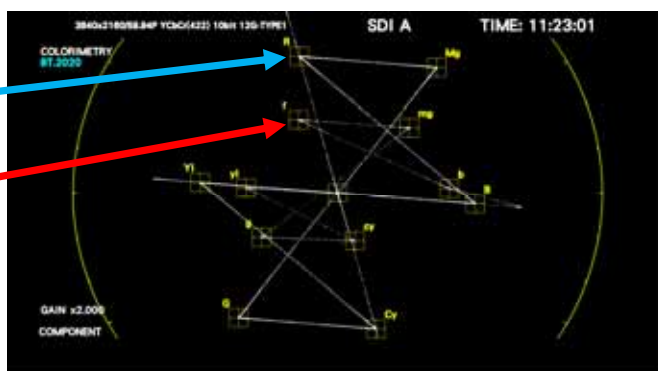 3840x2160/59.94P YCbCr(422) 10bit 12G-TYPE1
SDI A
TIME: 11:23:01
COLORIMETRY
BT.2020
R
Mg
r
mg
Yl
yl
b
B
g
cy
G
Cy
GAIN x2.000
COMPONENT